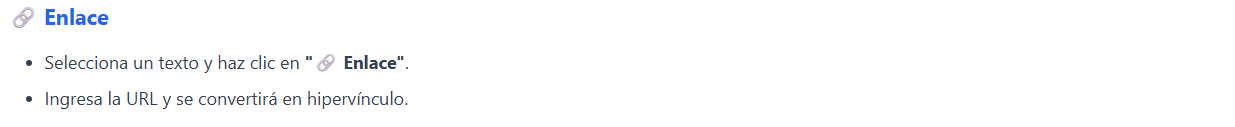 🔗 Enlace
• Selecciona un texto y haz clic en "🔗 Enlace".
• Ingresa la URL y se convertirá en hipervínculo.